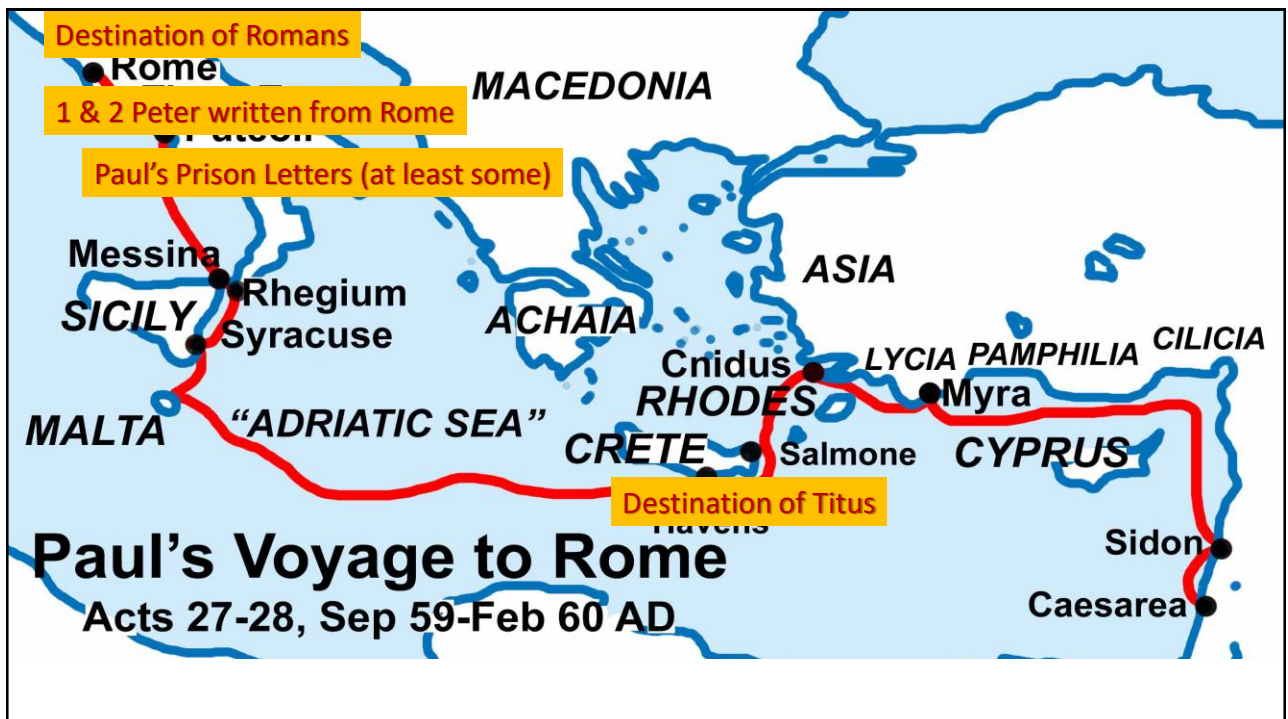 Destination of Romans
Rome
1 & 2 Peter written from Rome
Paul’s Prison Letters (at least some)
MACEDONIA
Messina
Rhegium
SICILY
Syracuse
ACHAIA
ASIA
Cnidus
LYCIA
PAMPHILIA
CILICIA
RHODES
Myra
MALTA
“ADRIATIC SEA”
CRETE
Salmone
CYPRUS
Destination of Titus
Paul’s Voyage to Rome
Sidon
Acts 27-28, Sep 59-Feb 60 AD
Caesarea